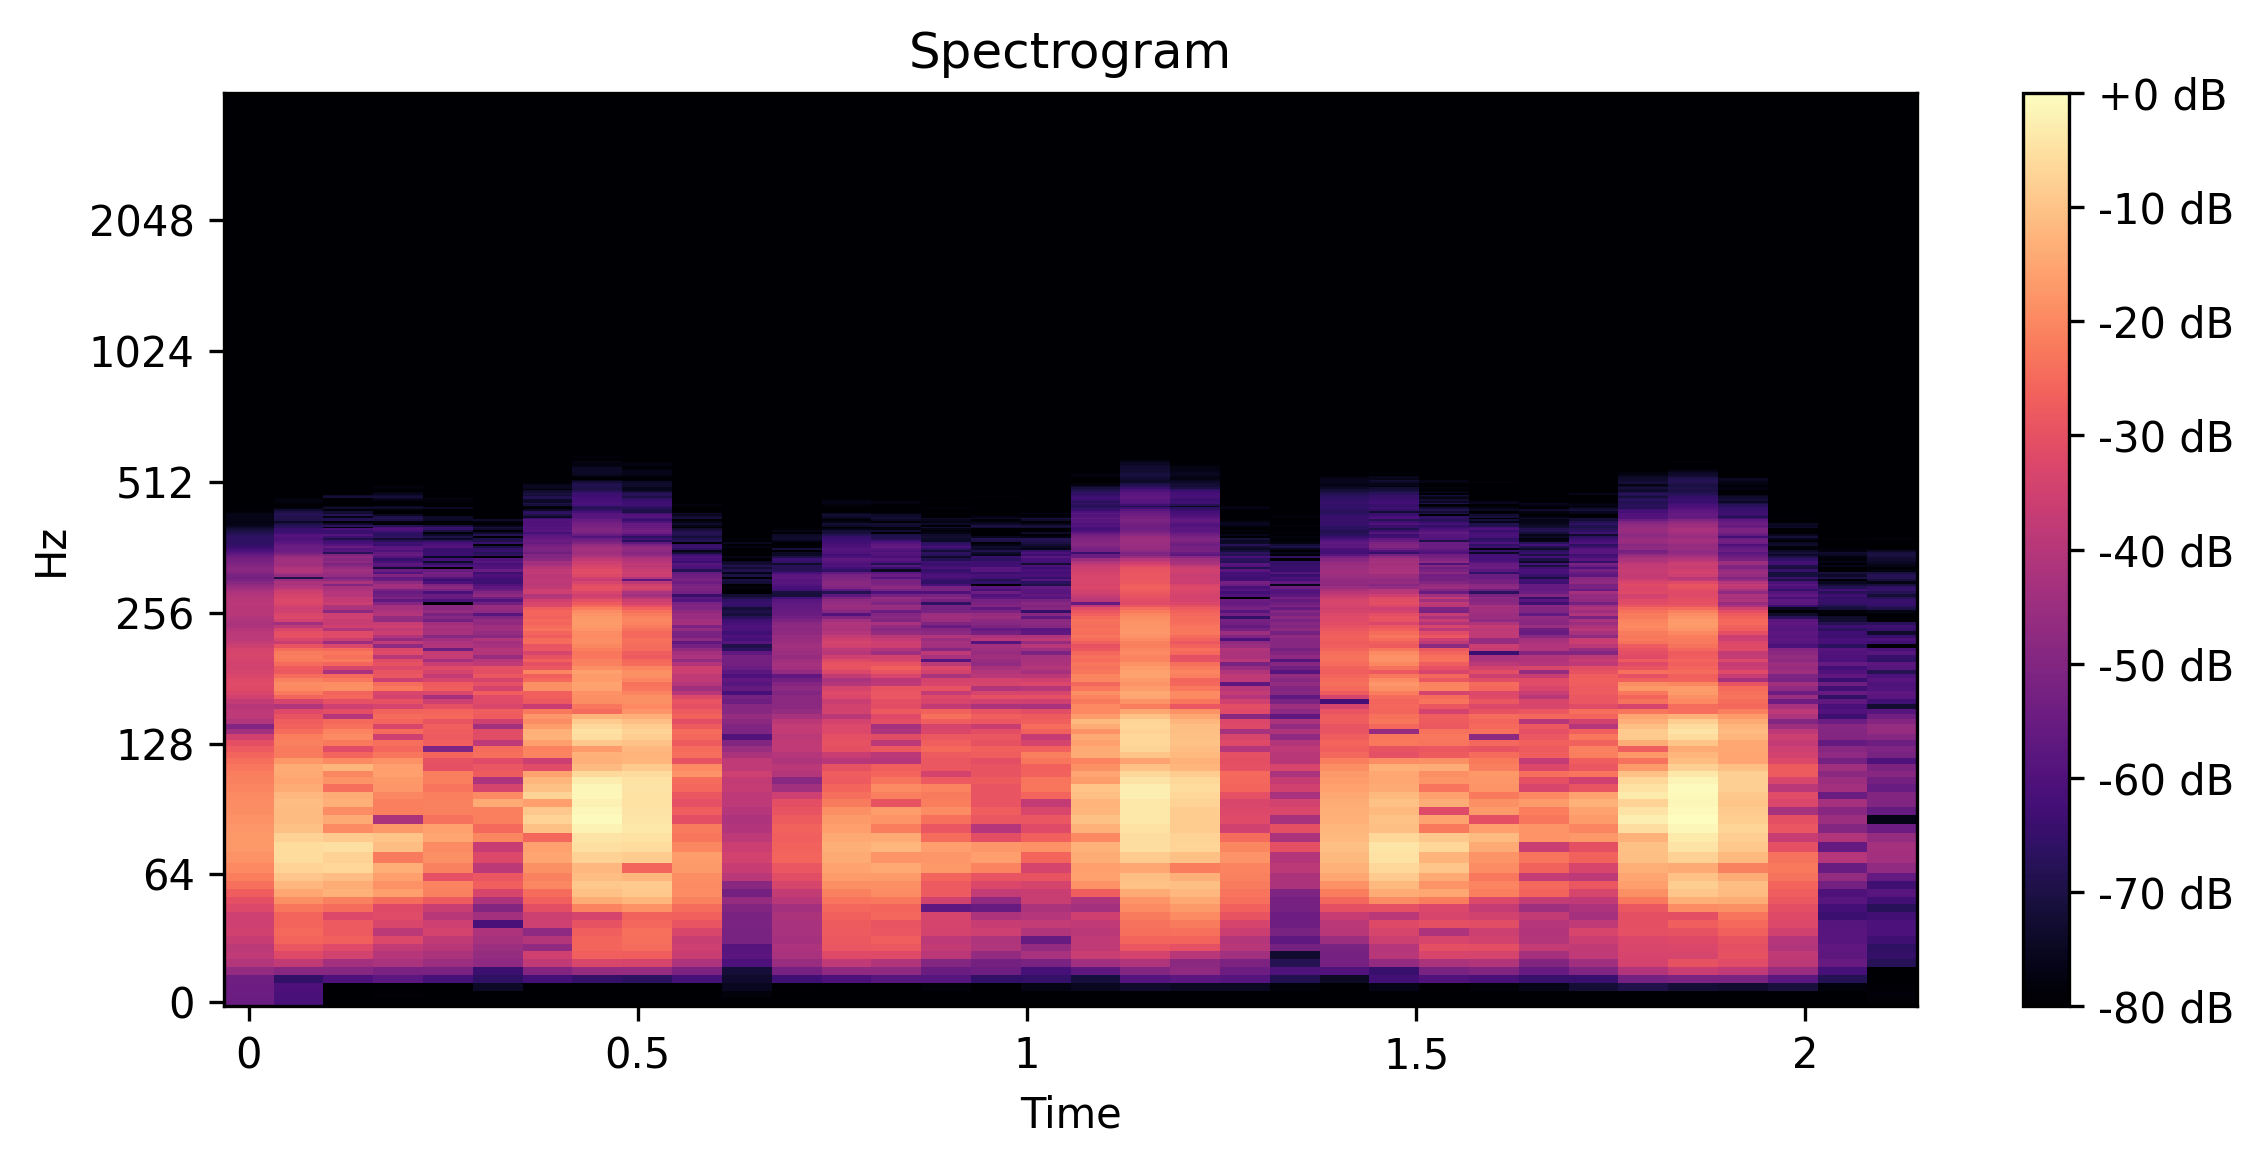 Spectrogram
Hz
2048
1024
512
256
128
64
0
0 0.5 1 1.5 2
Time
+0 dB
-10 dB
-20 dB
-30 dB
-40 dB
-50 dB
-60 dB
-70 dB
-80 dB